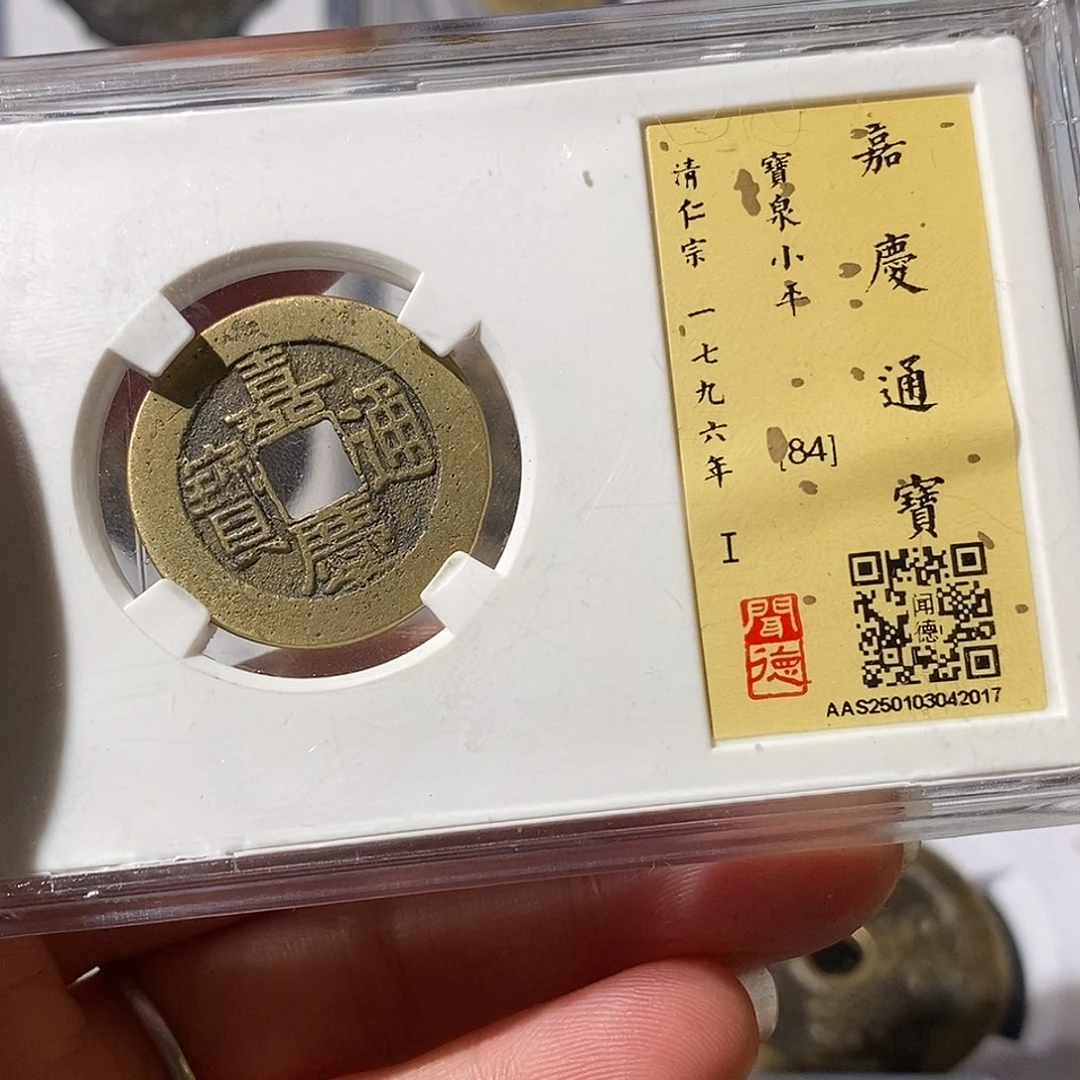 嘉慶通寶
嘉慶通寶
寶泉小平
[84]
清仁宗 一七九六年 I
聞德
闻德
AAS250103042017